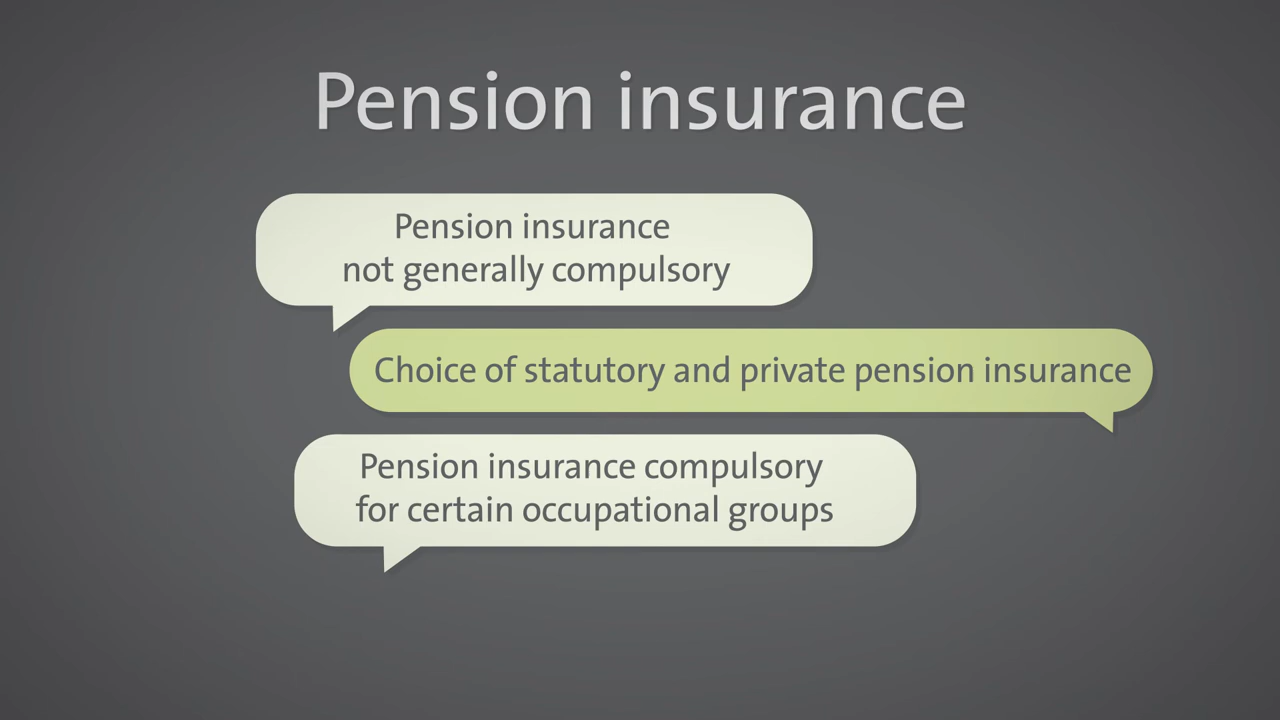 Pension insurance
Pension insurance
not generally compulsory
Choice of statutory and private pension insurance
Pension insurance compulsory
for certain occupational groups